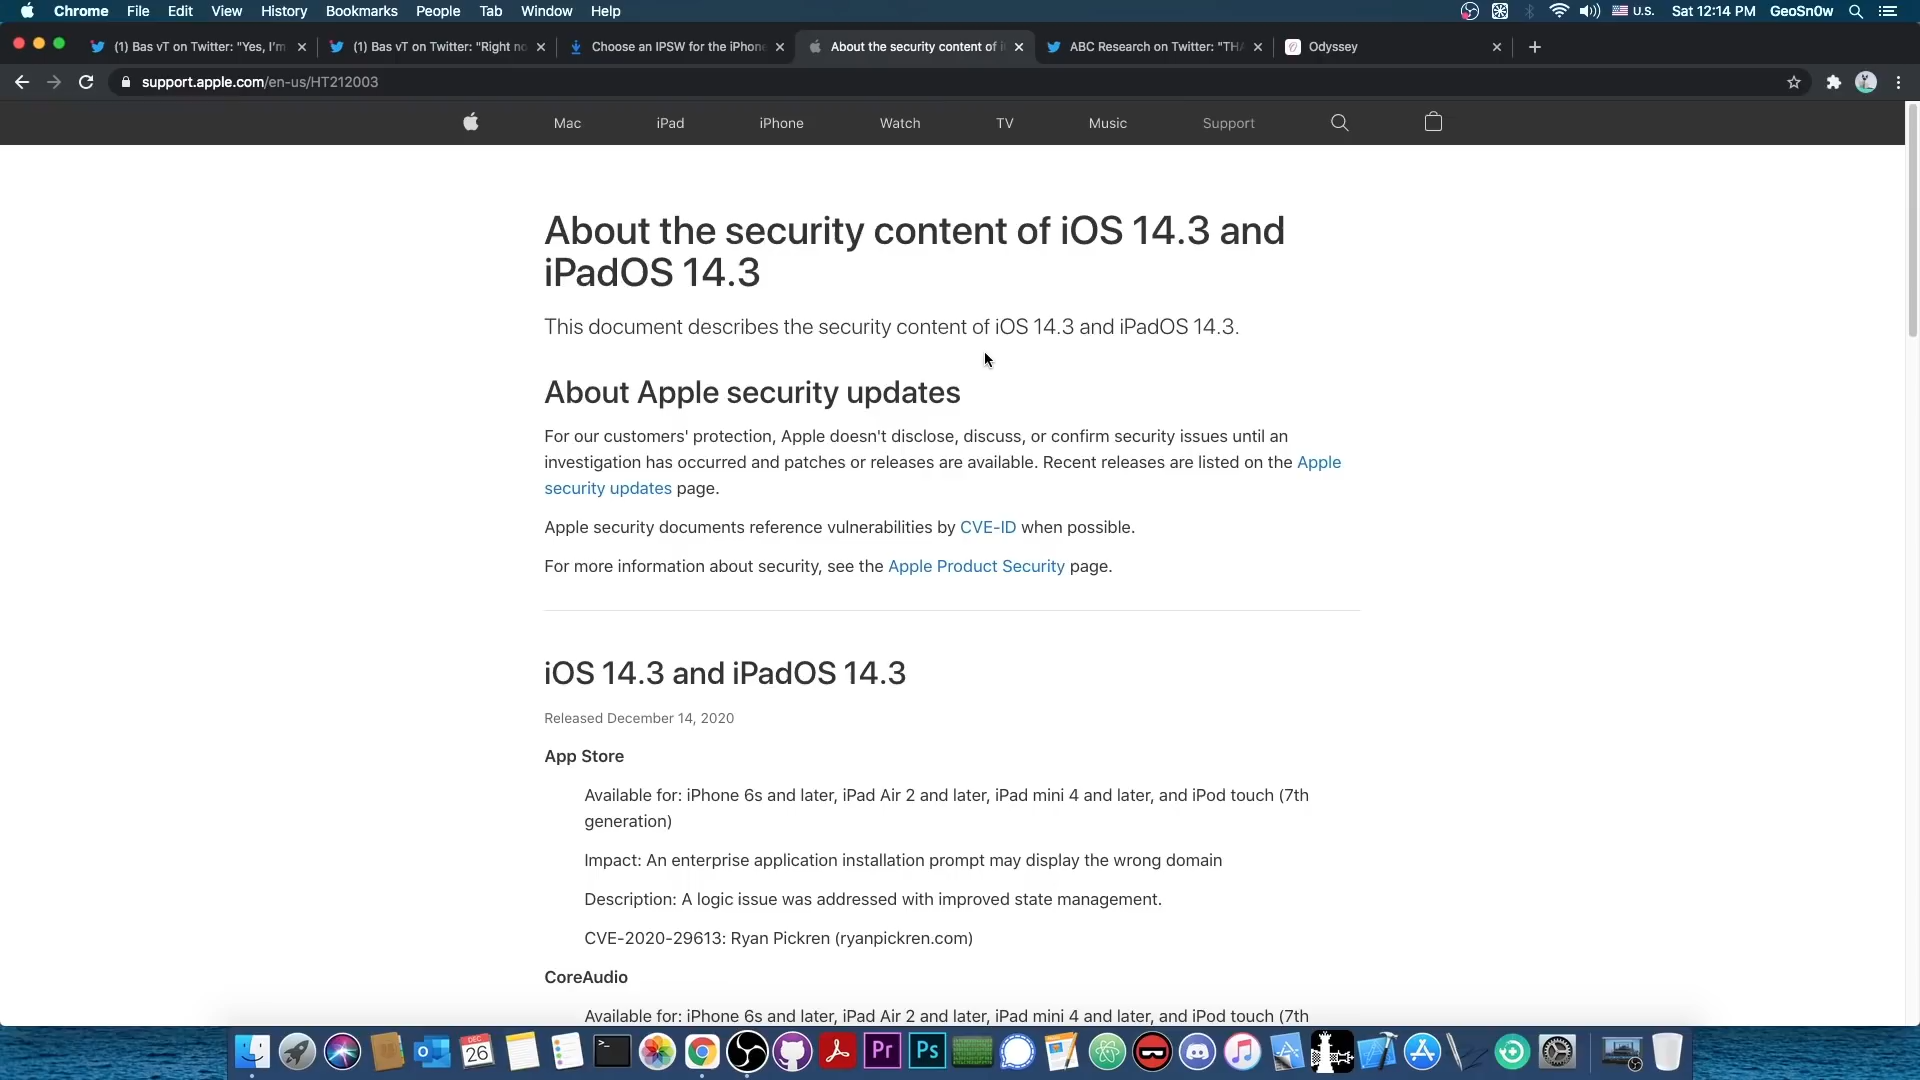 Chrome File Edit View History Bookmarks People Tab Window Help U.S. Sat 12:14 PM GeoSn0w
(1) Bas vT on Twitter: "Yes, I'm (1) Bas vT on Twitter: "Right no Choose an IPSW for the iPhone About the security content of i ABC Research on Twitter: "THA Odyssey
support.apple.com/en-us/HT212003
Mac iPad iPhone Watch TV Music Support
About the security content of iOS 14.3 and
iPadOS 14.3
This document describes the security content of iOS 14.3 and iPadOS 14.3.
About Apple security updates
For our customers' protection, Apple doesn't disclose, discuss, or confirm security issues until an
investigation has occurred and patches or releases are available. Recent releases are listed on the Apple
security updates page.
Apple security documents reference vulnerabilities by CVE-ID when possible.
For more information about security, see the Apple Product Security page.
iOS 14.3 and iPadOS 14.3
Released December 14, 2020
App Store
Available for: iPhone 6s and later, iPad Air 2 and later, iPad mini 4 and later, and iPod touch (7th
generation)
Impact: An enterprise application installation prompt may display the wrong domain
Description: A logic issue was addressed with improved state management.
CVE-2020-29613: Ryan Pickren (ryanpickren.com)
CoreAudio
Available for: iPhone 6s and later, iPad Air 2 and later, iPad mini 4 and later, and iPod touch (7th
DEC
26
Pr
Ps